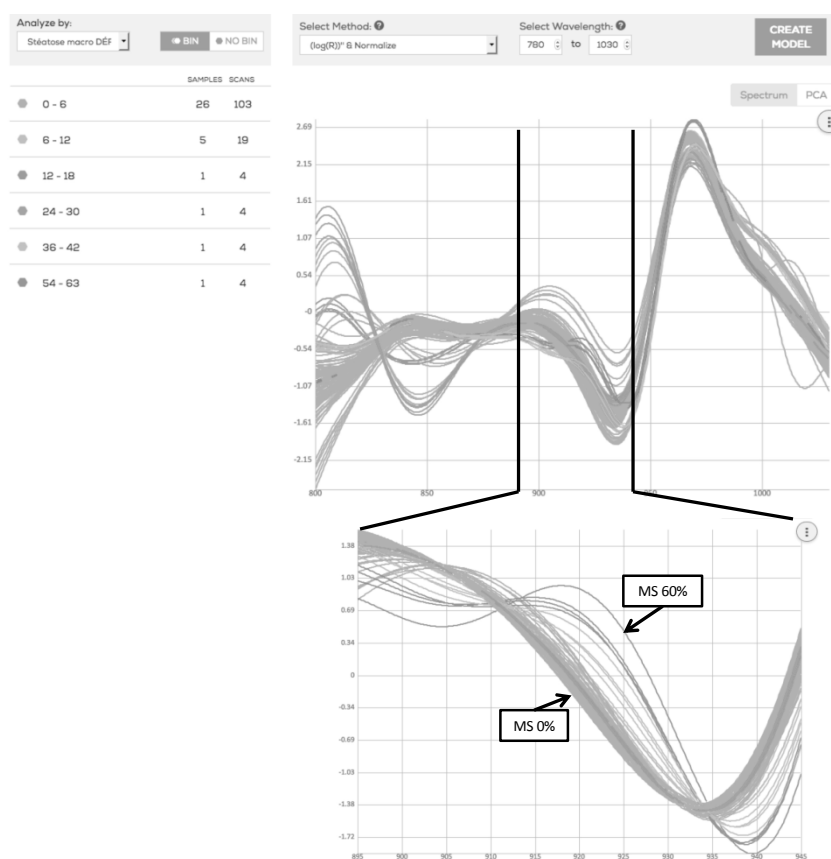 Analyze by:
Stéatose macro DÉF
BIN
NO BIN
SAMPLES SCANS
0 - 6 26 103
6 - 12 5 19
12 - 18 1 4
24 - 30 1 4
36 - 42 1 4
54 - 63 1 4
Select Method:
(log(R))" & Normalize
Select Wavelength:
780 to 1030
CREATE
MODEL
Spectrum PCA
2.69
2.15
1.61
1.07
0.54
-0
-0.54
-1.07
-1.61
-2.15
800 850 900 1000
1.38
1.03
0.69
0.34
0
-0.34
-0.69
-1.03
-1.38
-1.72
895 900 905 910 915 920 925 930 935 940 945
MS 60%
MS 0%